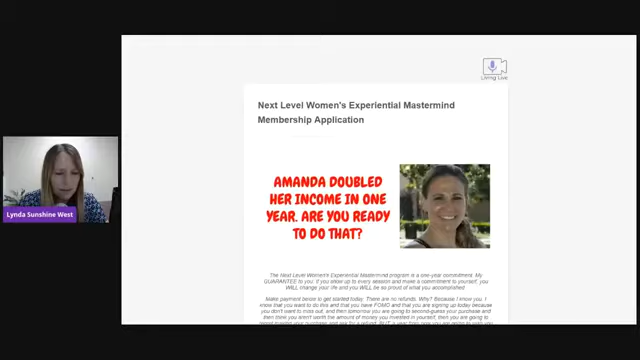 Living Live
Next Level Women's Experiential Mastermind
Membership Application
AMANDA DOUBLED
HER INCOME IN ONE
YEAR. ARE YOU READY
TO DO THAT?
Lynda Sunshine West
The Next Level Women's Experiential Mastermind program is a one-year commitment. My
GUARANTEE to you: If you show up to every session and make a commitment to yourself, you
WILL change your life and you WILL be so proud of what you accomplished.
Make payment below to get started today. There are no refunds. Why? Because I know you. I
know that you want to do this and that you have FOMO and that you are signing up today because
you don't want to miss out, and then tomorrow you are going to second-guess your purchase and
then think you aren't worth the amount of money you invested in yourself, then you are going to